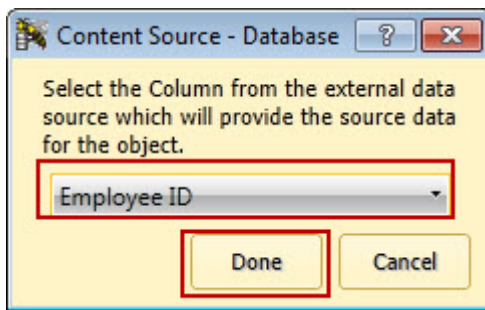 Content Source - Database
Select the Column from the external data
source which will provide the source data
for the object.
Employee ID
Done Cancel